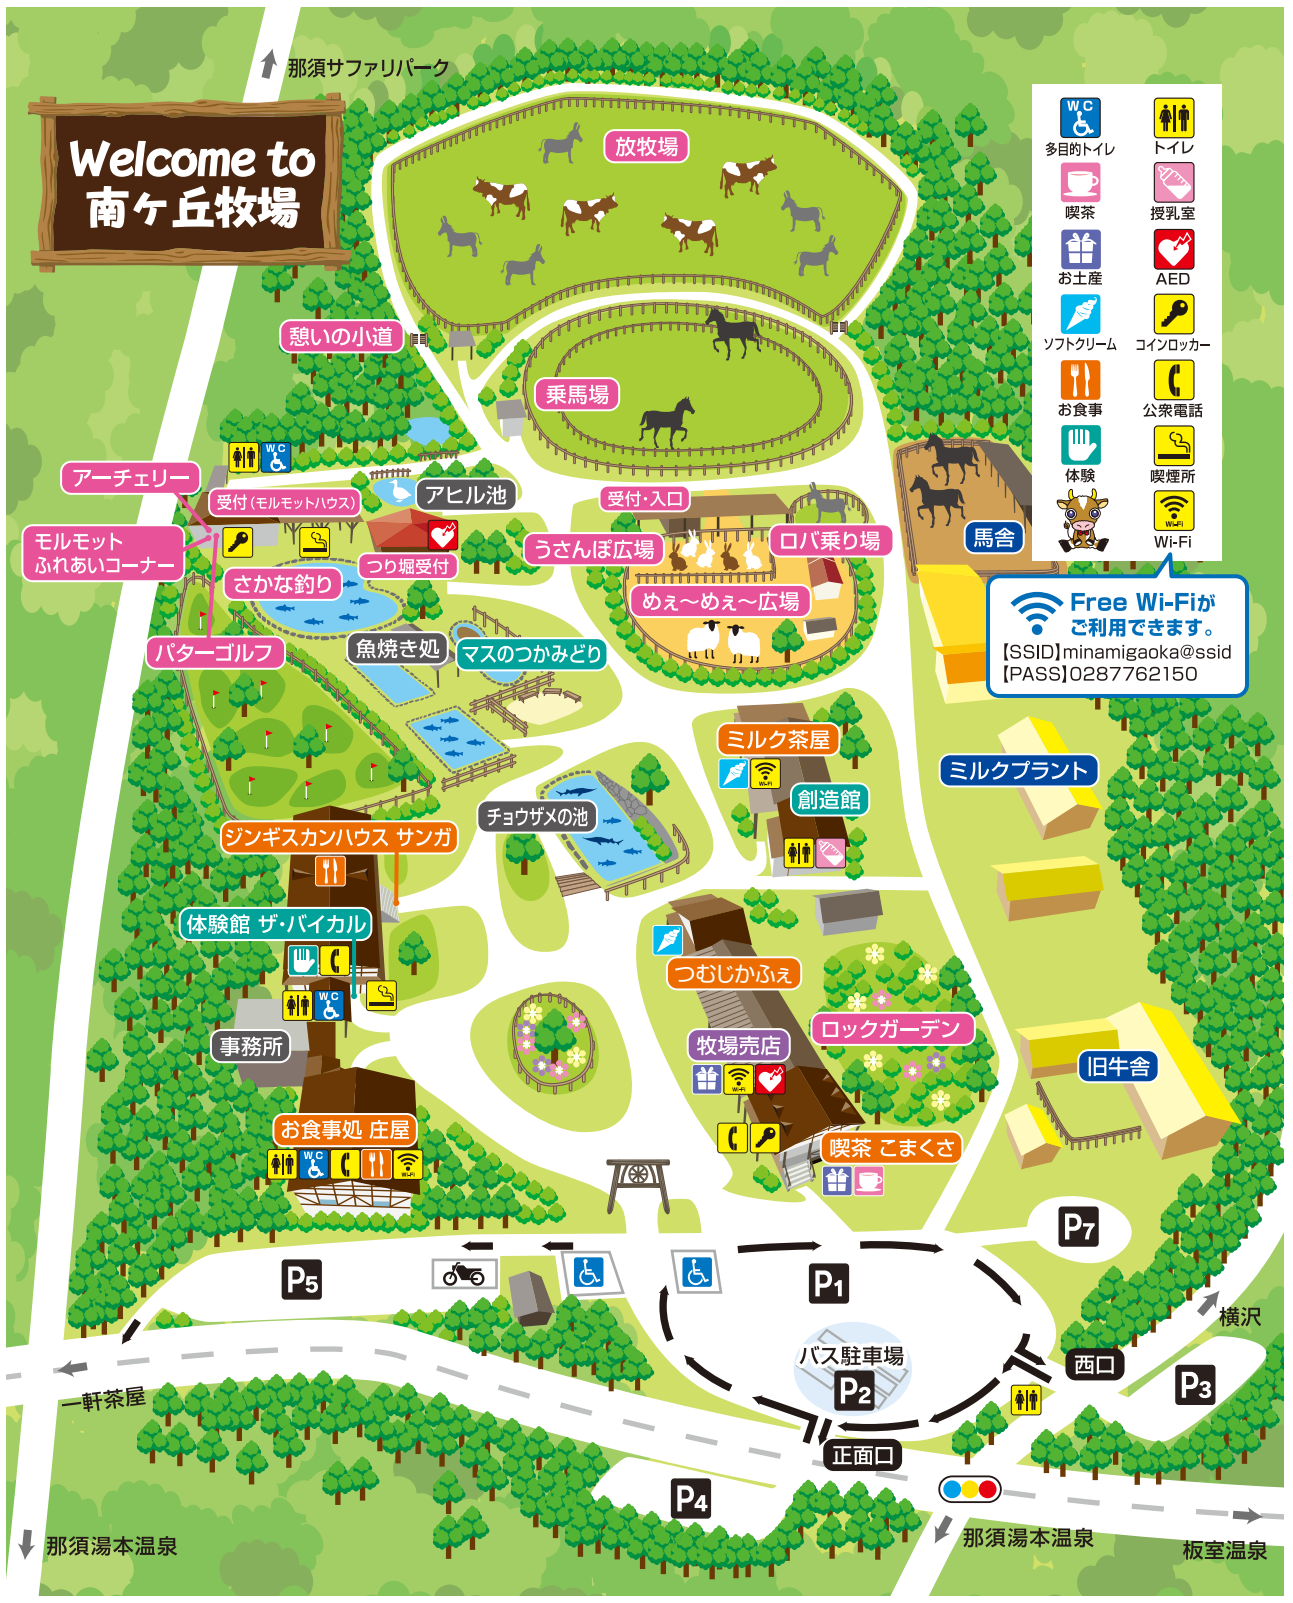 那須サファリパーク
Welcome to
南ヶ丘牧場
放牧場
憩いの小道
乗馬場
WC
多目的トイレ
トイレ
喫茶
授乳室
お土産
AED
ソフトクリーム
コインロッカー
お食事
公衆電話
体験
喫煙所
Wi-Fi
Wi-Fi
Free Wi-Fiが
ご利用できます。
【SSID】minamigaoka@ssid
【PASS】0287762150
WC
アーチェリー
受付(モルモットハウス)
アヒル池
モルモット
ふれあいコーナー
つり堀受付
さかな釣り
パターゴルフ
魚焼き処
マスのつかみどり
受付・入口
うさんぽ広場
ロバ乗り場
めぇ〜めぇ〜広場
馬舎
ミルク茶屋
Wi-Fi
創造館
ミルクプラント
チョウザメの池
ジンギスカンハウス サンガ
体験館 ザ・バイカル
WC
事務所
お食事処 庄屋
WC
Wi-Fi
つむじかふぇ
ロックガーデン
牧場売店
Wi-Fi
喫茶 こまくさ
旧牛舎
P7
P5
P1
バス駐車場
P2
西口
横沢
P3
正面口
P4
一軒茶屋
那須湯本温泉
那須湯本温泉
板室温泉